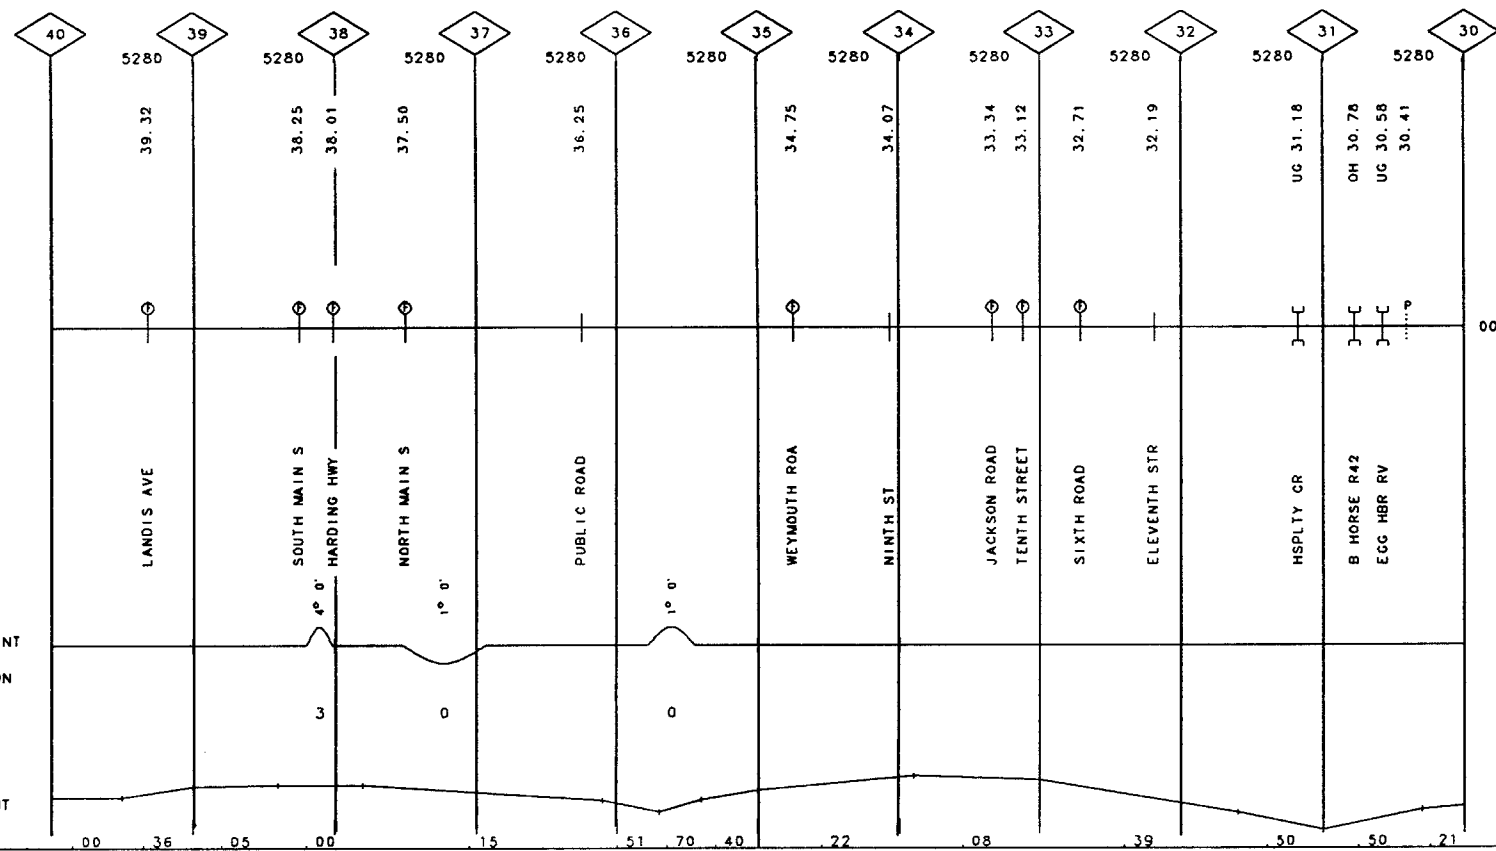 40 39 38 37 36 35 34 33 32 31 30
5280 5280 5280 5280 5280 5280 5280 5280 5280 5280
39.32
38.25
38.01
37.50
36.25
34.75
34.07
33.34
33.12
32.71
32.19
UG 31.18
OH 30.78
UG 30.58
30.41
P
00
LANDIS AVE
SOUTH MAIN S
HARDING HWY
NORTH MAIN S
PUBLIC ROAD
WEYMOUTH ROA
NINTH ST
JACKSON ROAD
TENTH STREET
SIXTH ROAD
ELEVENTH STR
HSPLTY CR
B HORSE R42
EGG HBR RV
4° 0'
1° 0'
1° 0'
NT
ON
3 0 0
T
.00 .36 .05 .00 .15 .51 .70 .40 .22 .08 .39 .50 .50 .21